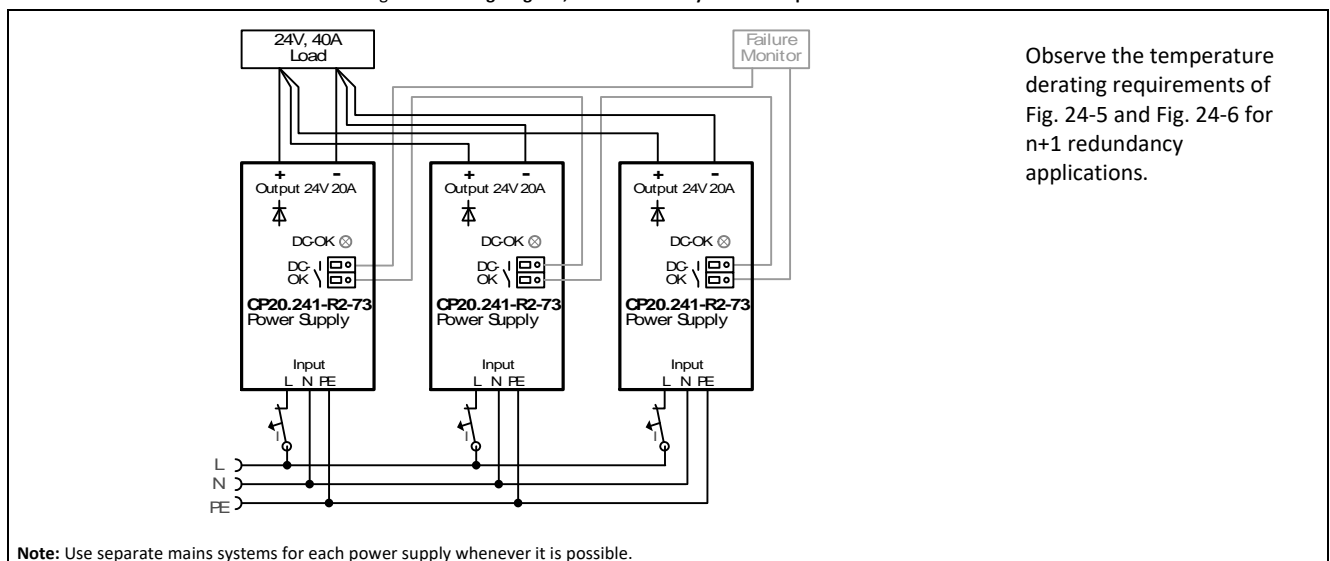 24V, 40A
Load
Failure
Monitor
Observe the temperature
derating requirements of
Fig. 24-5 and Fig. 24-6 for
n+1 redundancy
applications.
+ -
Output 24V 20A
DC-OK
DC-
OK
CP20.241-R2-73
Power Supply
Input
L N PE
I
+ -
Output 24V 20A
DC-OK
DC-
OK
CP20.241-R2-73
Power Supply
Input
L N PE
I
+ -
Output 24V 20A
DC-OK
DC-
OK
CP20.241-R2-73
Power Supply
Input
L N PE
I
L
N
PE
Note: Use separate mains systems for each power supply whenever it is possible.